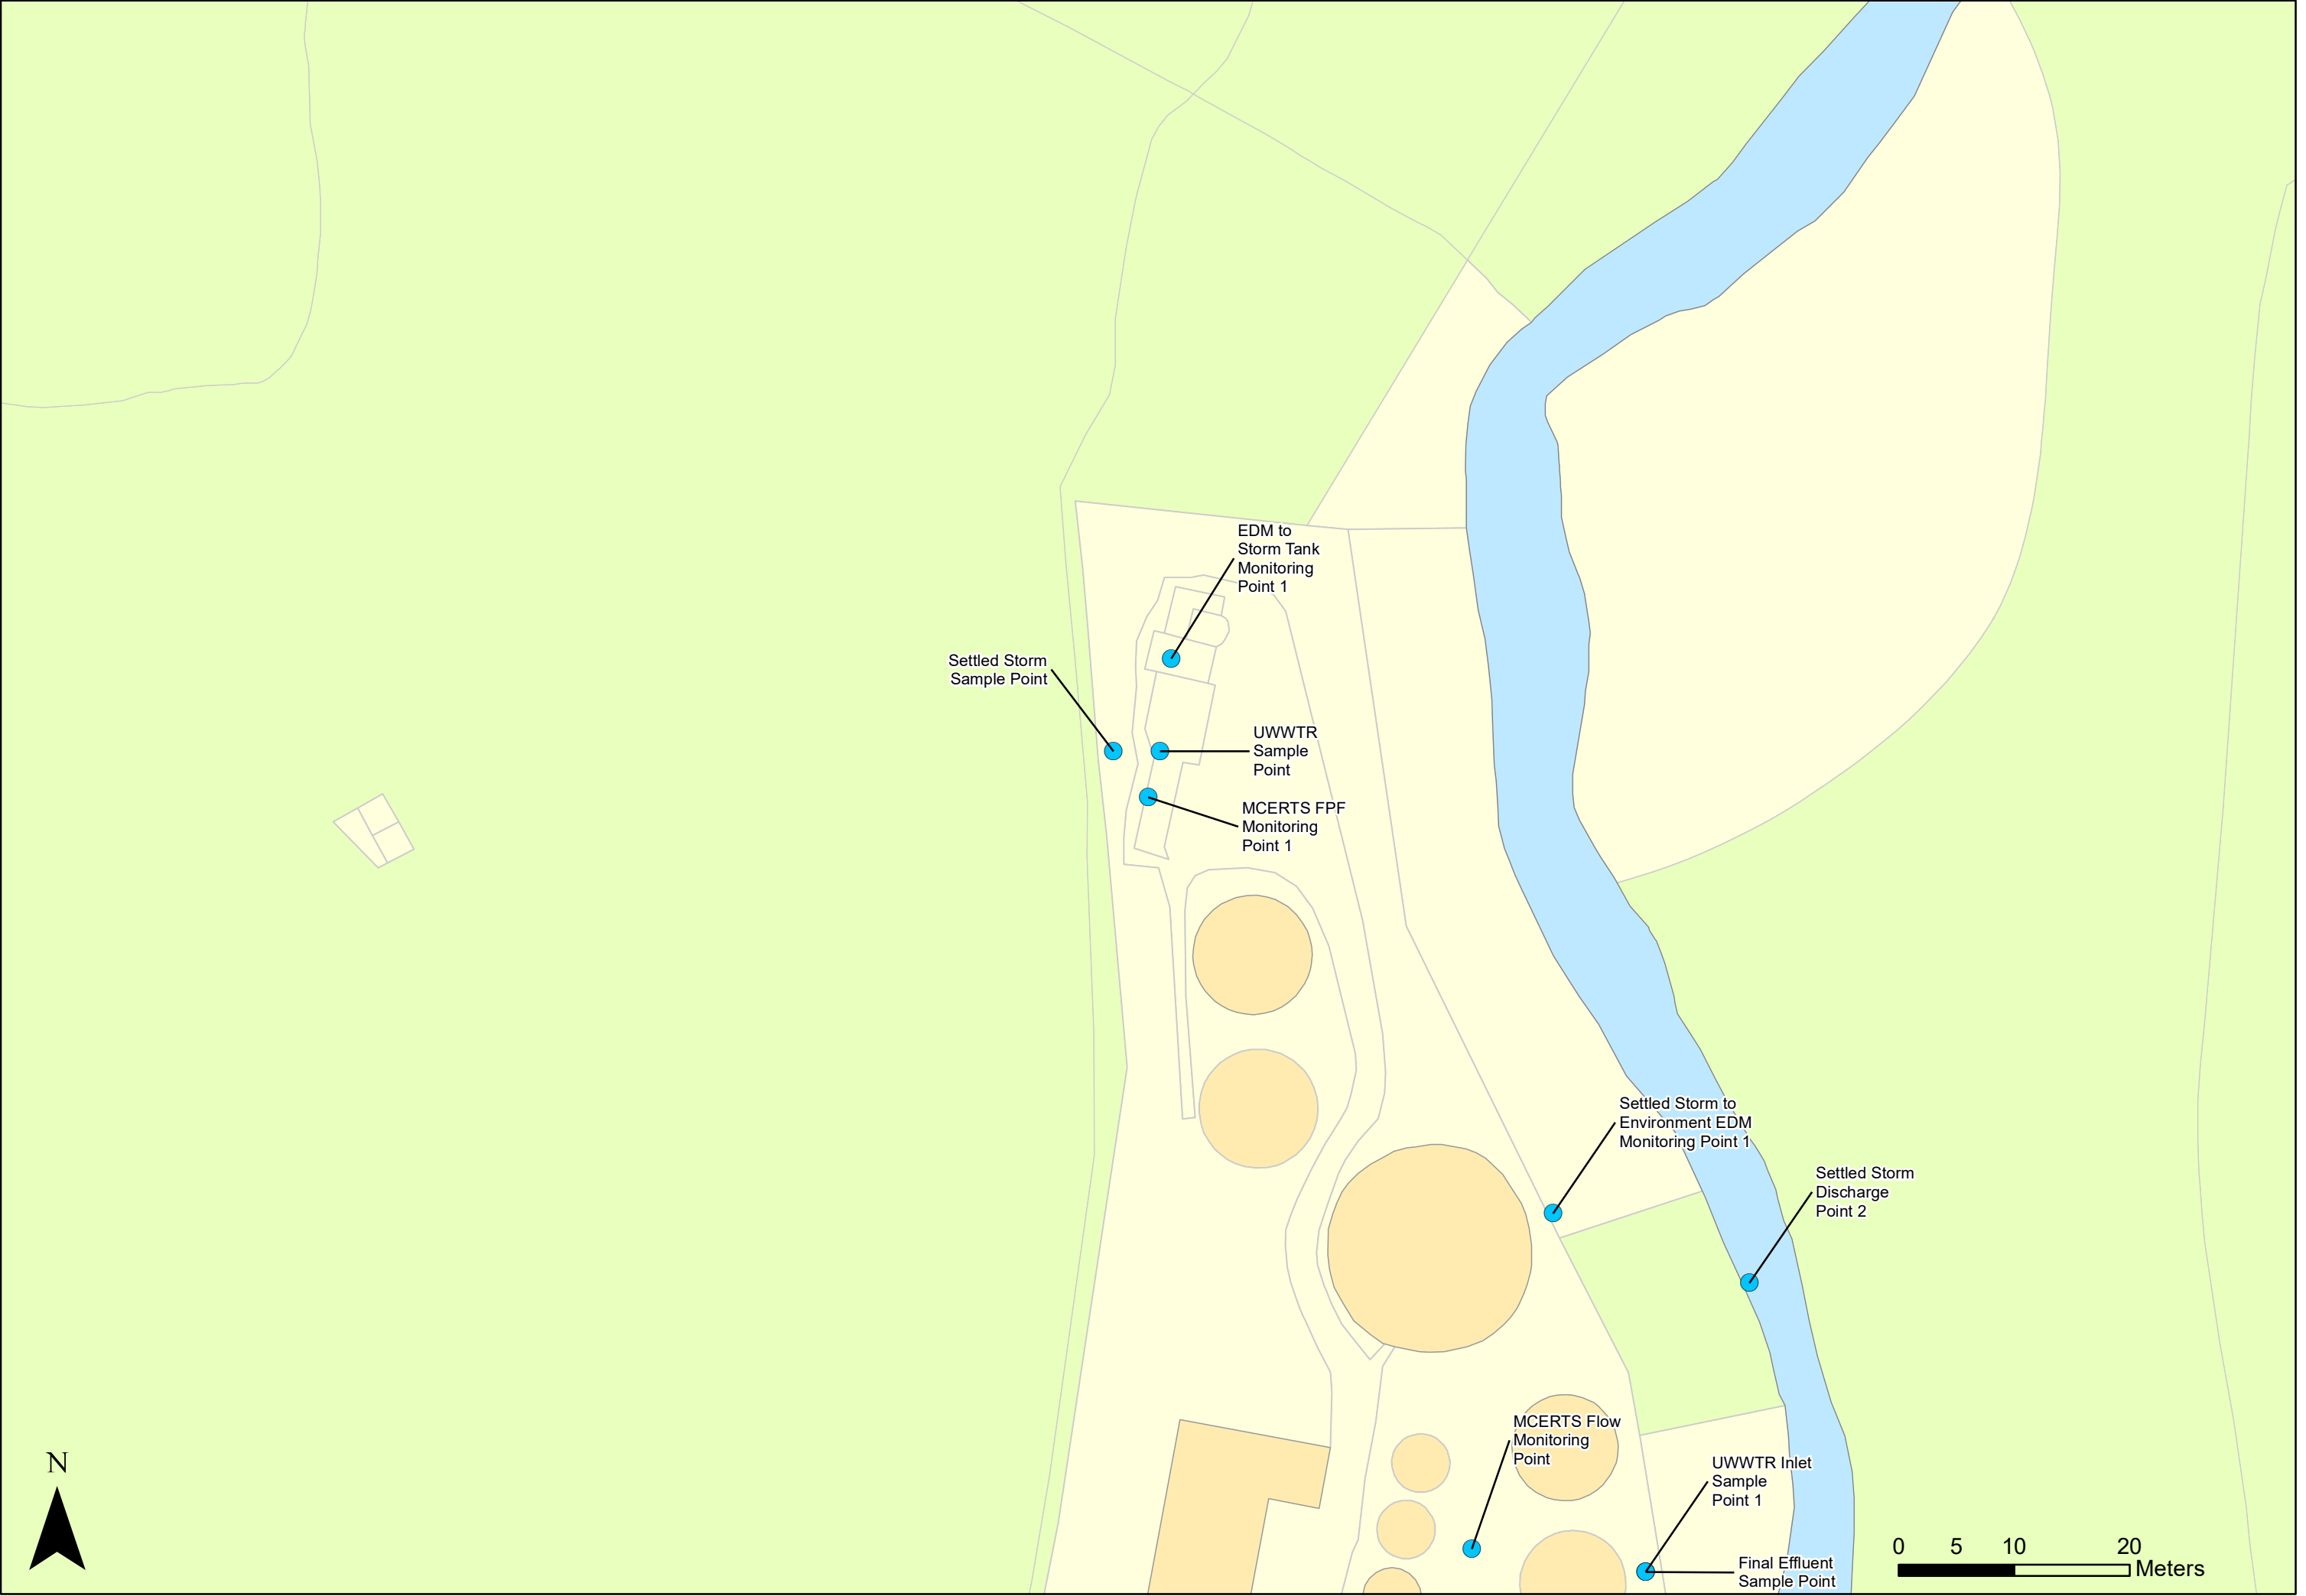 EDM to
Storm Tank
Monitoring
Point 1
Settled Storm
Sample Point
UWWTR
Sample
Point
MCERTS FPF
Monitoring
Point 1
Settled Storm to
Environment EDM
Monitoring Point 1
Settled Storm
Discharge
Point 2
MCERTS Flow
Monitoring
Point
UWWTR Inlet
Sample
Point 1
Final Effluent
Sample Point
N
0 5 10 20
Meters